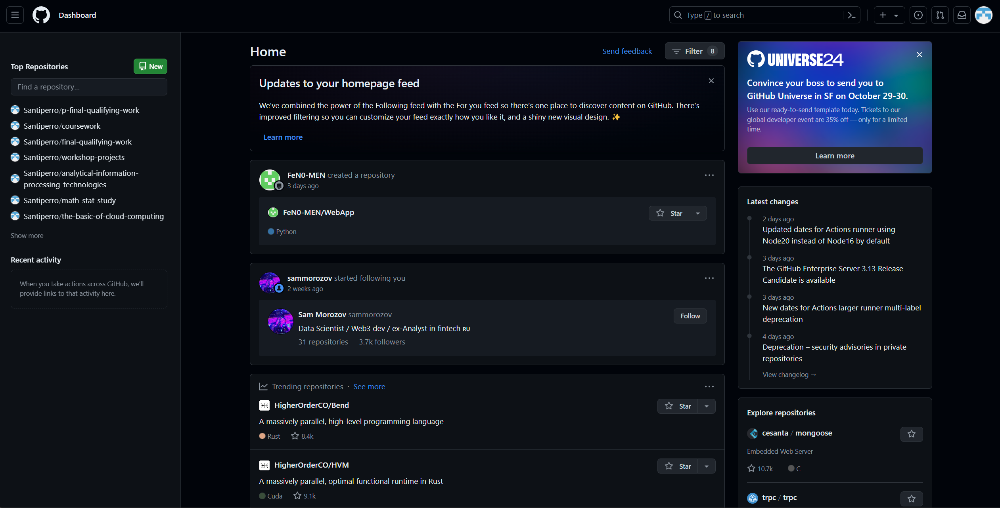 Dashboard
Type / to search
Top Repositories
New
Find a repository...
Santiperro/p-final-qualifying-work
Santiperro/coursework
Santiperro/final-qualifying-work
Santiperro/workshop-projects
Santiperro/analytical-information-
processing-technologies
Santiperro/math-stat-study
Santiperro/the-basic-of-cloud-computing
Show more
Recent activity
When you take actions across GitHub, we'll
provide links to that activity here.
Home
Send feedback
Filter 8
Updates to your homepage feed
We've combined the power of the Following feed with the For you feed so there's one place to discover content on GitHub. There's
improved filtering so you can customize your feed exactly how you like it, and a shiny new visual design. ✨
Learn more
FeN0-MEN created a repository
3 days ago
FeN0-MEN/WebApp
Star
Python
sammorozov started following you
2 weeks ago
Sam Morozov sammorozov
Follow
Data Scientist / Web3 dev / ex-Analyst in fintech RU
31 repositories 3.7k followers
Trending repositories · See more
HigherOrderCO/Bend
Star
A massively parallel, high-level programming language
Rust 8.4k
HigherOrderCO/HVM
Star
A massively parallel, optimal functional runtime in Rust
Cuda 9.1k
UNIVERSE24
Convince your boss to send you to
GitHub Universe in SF on October 29-30.
Use our ready-to-send template today. Tickets to our
global developer event are 35% off — only for a limited
time.
Learn more
Latest changes
2 days ago
Updated dates for Actions runner using
Node20 instead of Node16 by default
3 days ago
The GitHub Enterprise Server 3.13 Release
Candidate is available
3 days ago
New dates for Actions larger runner multi-label
deprecation
4 days ago
Deprecation – security advisories in private
repositories
View changelog →
Explore repositories
cesanta / mongoose
Embedded Web Server
10.7k C
trpc / trpc